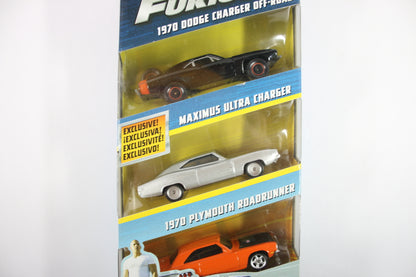 1970 DODGE CHARGER OFF-ROAD
MAXIMUS ULTRA CHARGER
EXCLUSIVE!
¡EXCLUSIVA!
EXCLUSIVITÉ!
EXCLUSIVO!
1970 PLYMOUTH ROADRUNNER